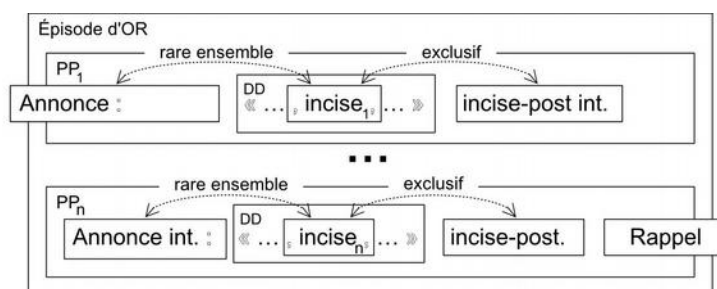 Épisode d'OR
rare ensemble exclusif
PP1
Annonce :
DD
« … , incise1, … »
incise-post int.
...
rare ensemble exclusif
PPn
Annonce int. :
DD
« … , incisen, … »
incise-post.
Rappel